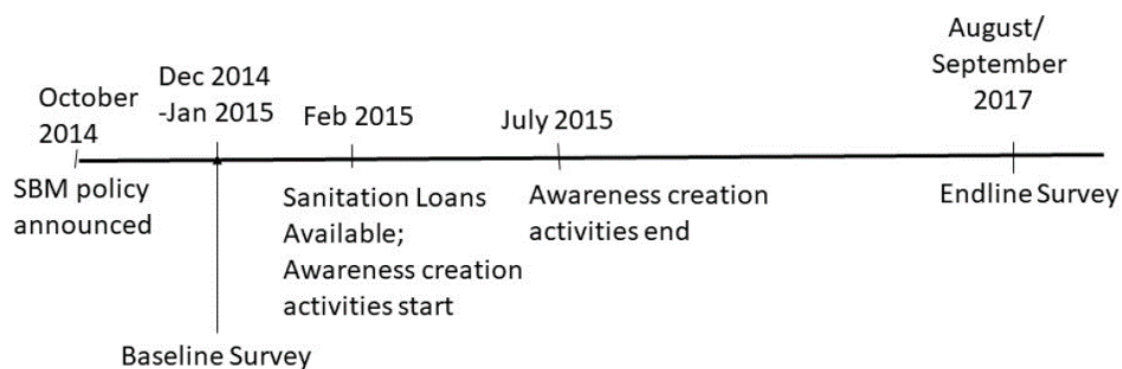 October
2014
SBM policy
announced
Dec 2014
-Jan 2015
Baseline Survey
Feb 2015
Sanitation Loans
Available;
Awareness creation
activities start
July 2015
Awareness creation
activities end
August/
September
2017
Endline Survey